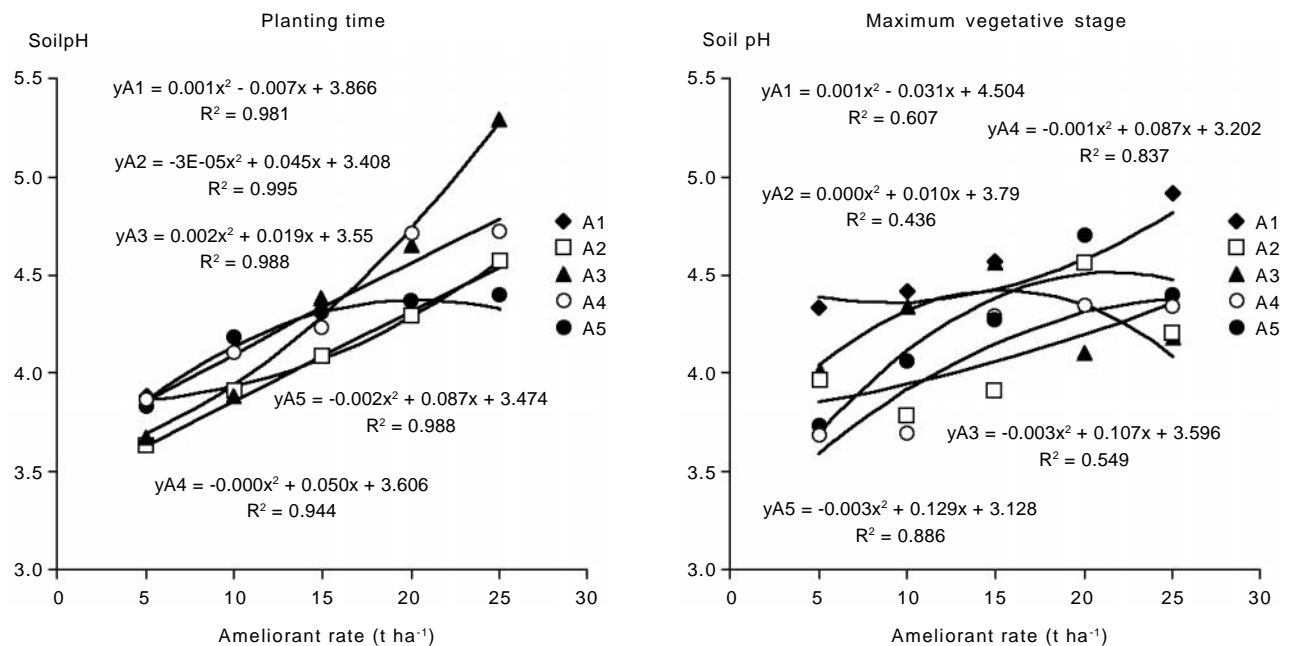 Planting time
SoilpH
5.5
yA1 = 0.001x² - 0.007x + 3.866
R² = 0.981
yA2 = -3E-05x² + 0.045x + 3.408
R² = 0.995
5.0
yA3 = 0.002x² + 0.019x + 3.55
R² = 0.988
A1
A2
A3
A4
A5
4.5
4.0
yA5 = -0.002x² + 0.087x + 3.474
R² = 0.988
3.5
yA4 = -0.000x² + 0.050x + 3.606
R² = 0.944
3.0
0 5 10 15 20 25 30
Ameliorant rate (t ha⁻¹)
Maximum vegetative stage
Soil pH
5.5
yA1 = 0.001x² - 0.031x + 4.504
R² = 0.607
yA4 = -0.001x² + 0.087x + 3.202
R² = 0.837
5.0
yA2 = 0.000x² + 0.010x + 3.79
R² = 0.436
A1
A2
A3
A4
A5
4.5
4.0
yA3 = -0.003x² + 0.107x + 3.596
R² = 0.549
3.5
yA5 = -0.003x² + 0.129x + 3.128
R² = 0.886
3.0
0 5 10 15 20 25 30
Ameliorant rate (t ha⁻¹)